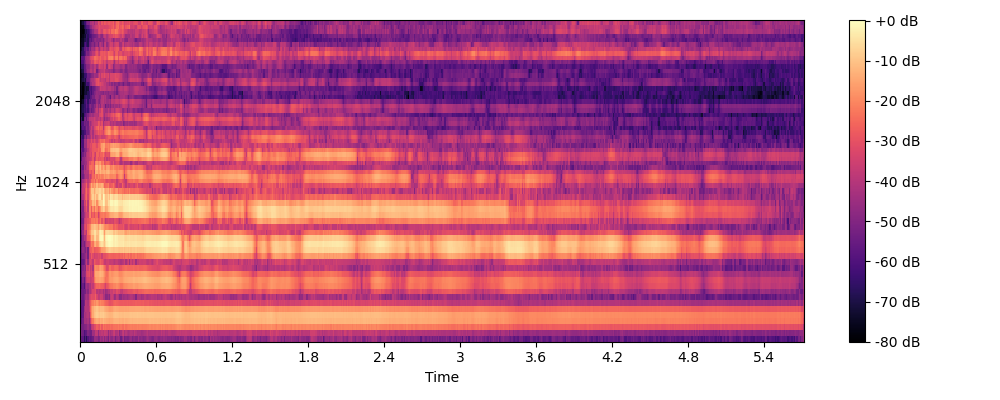 +0 dB
-10 dB
-20 dB
-30 dB
-40 dB
-50 dB
-60 dB
-70 dB
-80 dB
2048
1024
512
Hz
0 0.6 1.2 1.8 2.4 3 3.6 4.2 4.8 5.4
Time